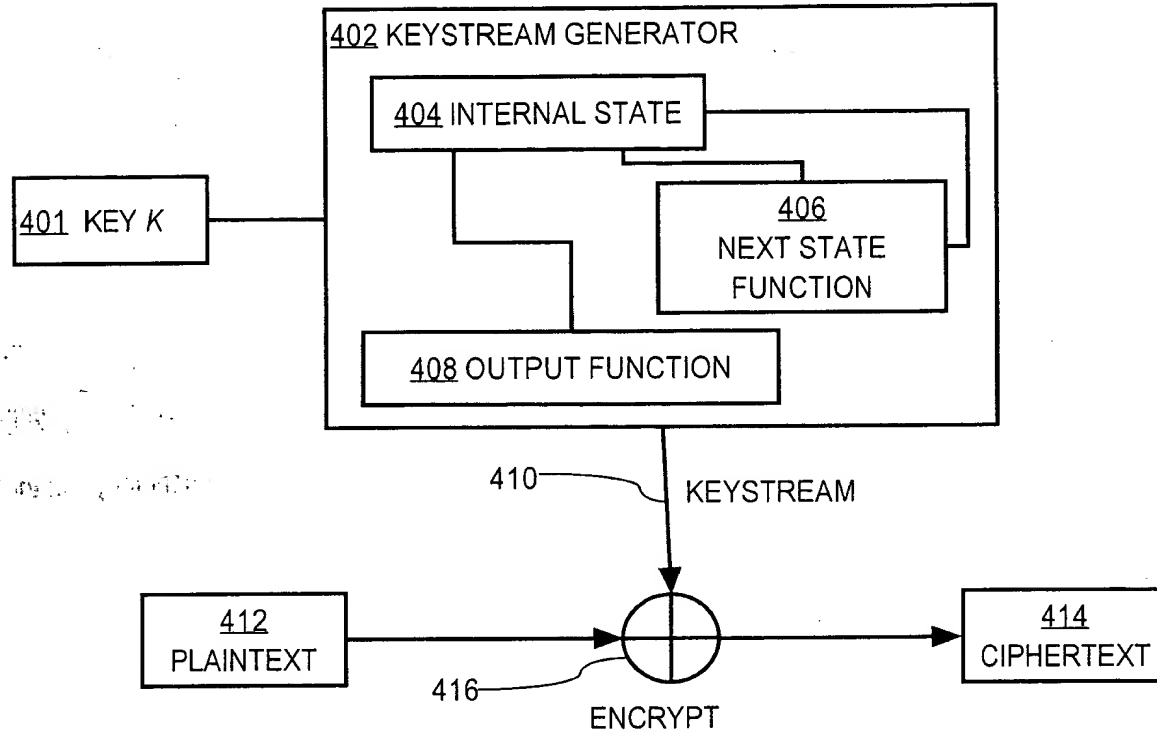 402 KEYSTREAM GENERATOR
404 INTERNAL STATE
401 KEY K
406
NEXT STATE
FUNCTION
408 OUTPUT FUNCTION
410
KEYSTREAM
412
PLAINTEXT
414
CIPHERTEXT
416
ENCRYPT